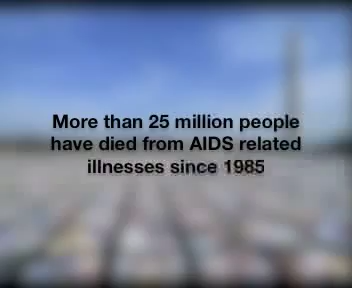 More than 25 million people
have died from AIDS related
illnesses since 1985